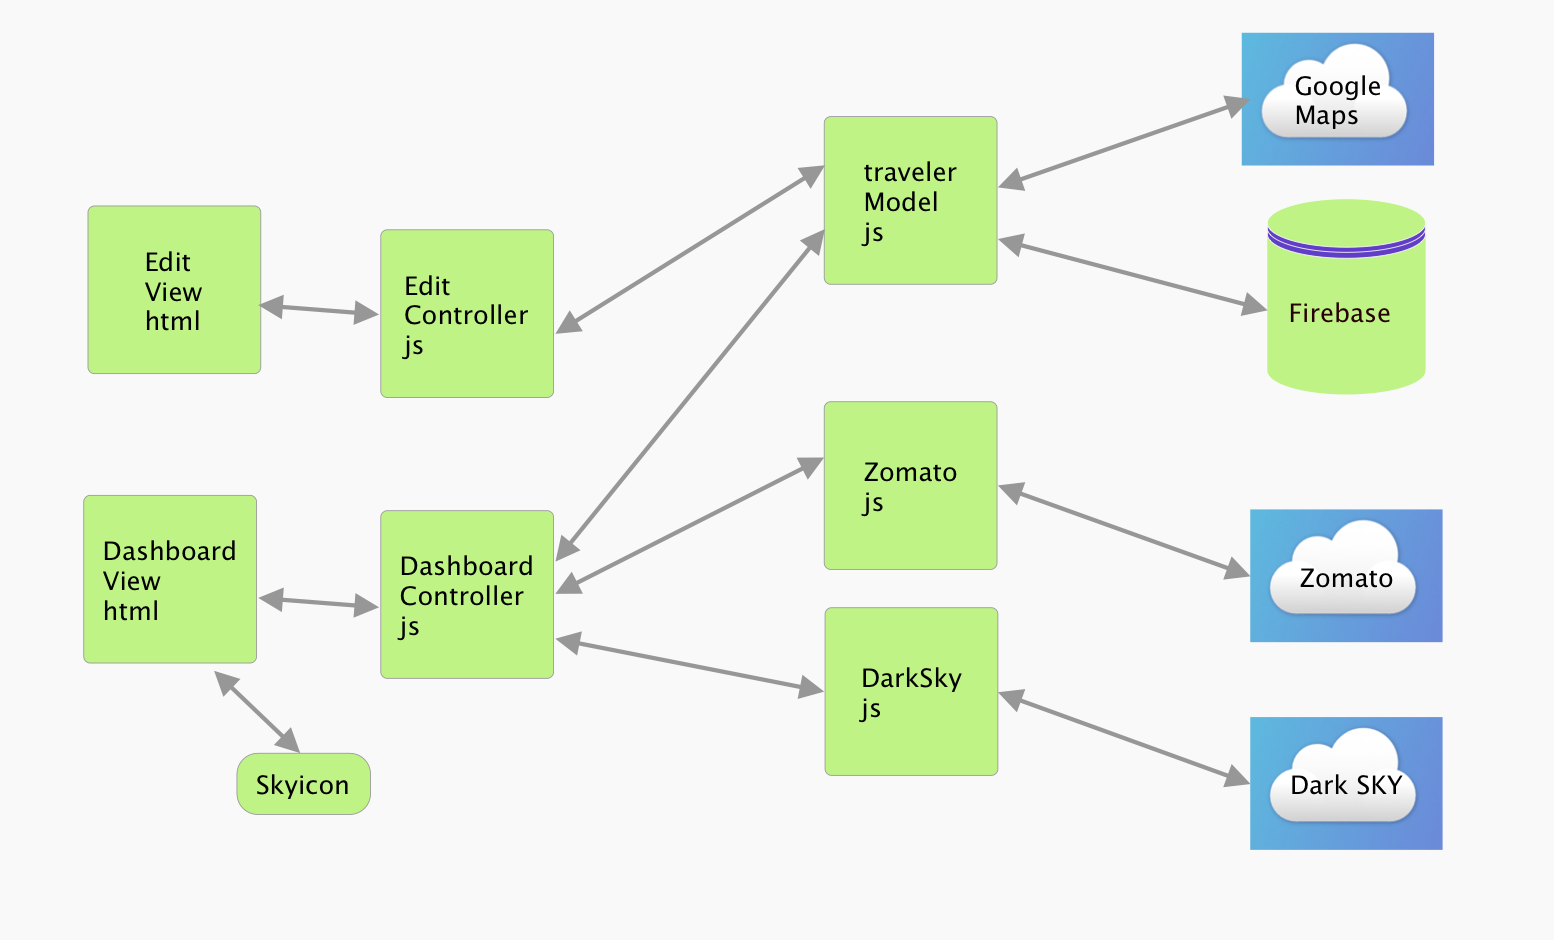 Google
Maps
traveler
Model
js
Edit
View
html
Edit
Controller
js
Firebase
Zomato
js
Dashboard
View
html
Dashboard
Controller
js
Zomato
DarkSky
js
Skyicon
Dark SKY